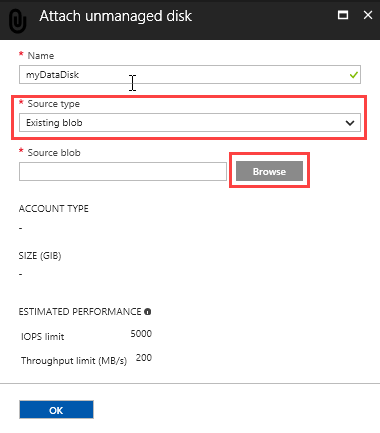 Attach unmanaged disk
* Name
myDataDisk
* Source type
Existing blob
* Source blob
Browse
ACCOUNT TYPE
-
SIZE (GIB)
-
ESTIMATED PERFORMANCE
IOPS limit 5000
Throughput limit (MB/s) 200
OK